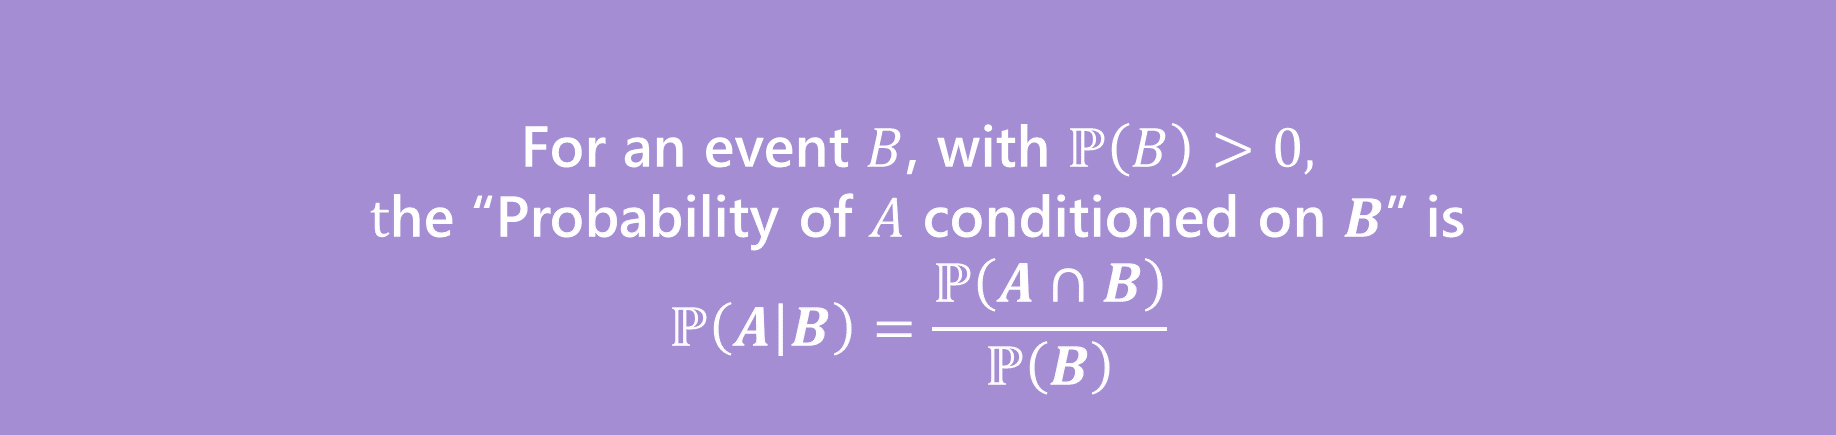 For an event B, with ℙ(B) > 0,
the “Probability of A conditioned on B” is
ℙ(A|B) = ℙ(A ∩ B) / ℙ(B)